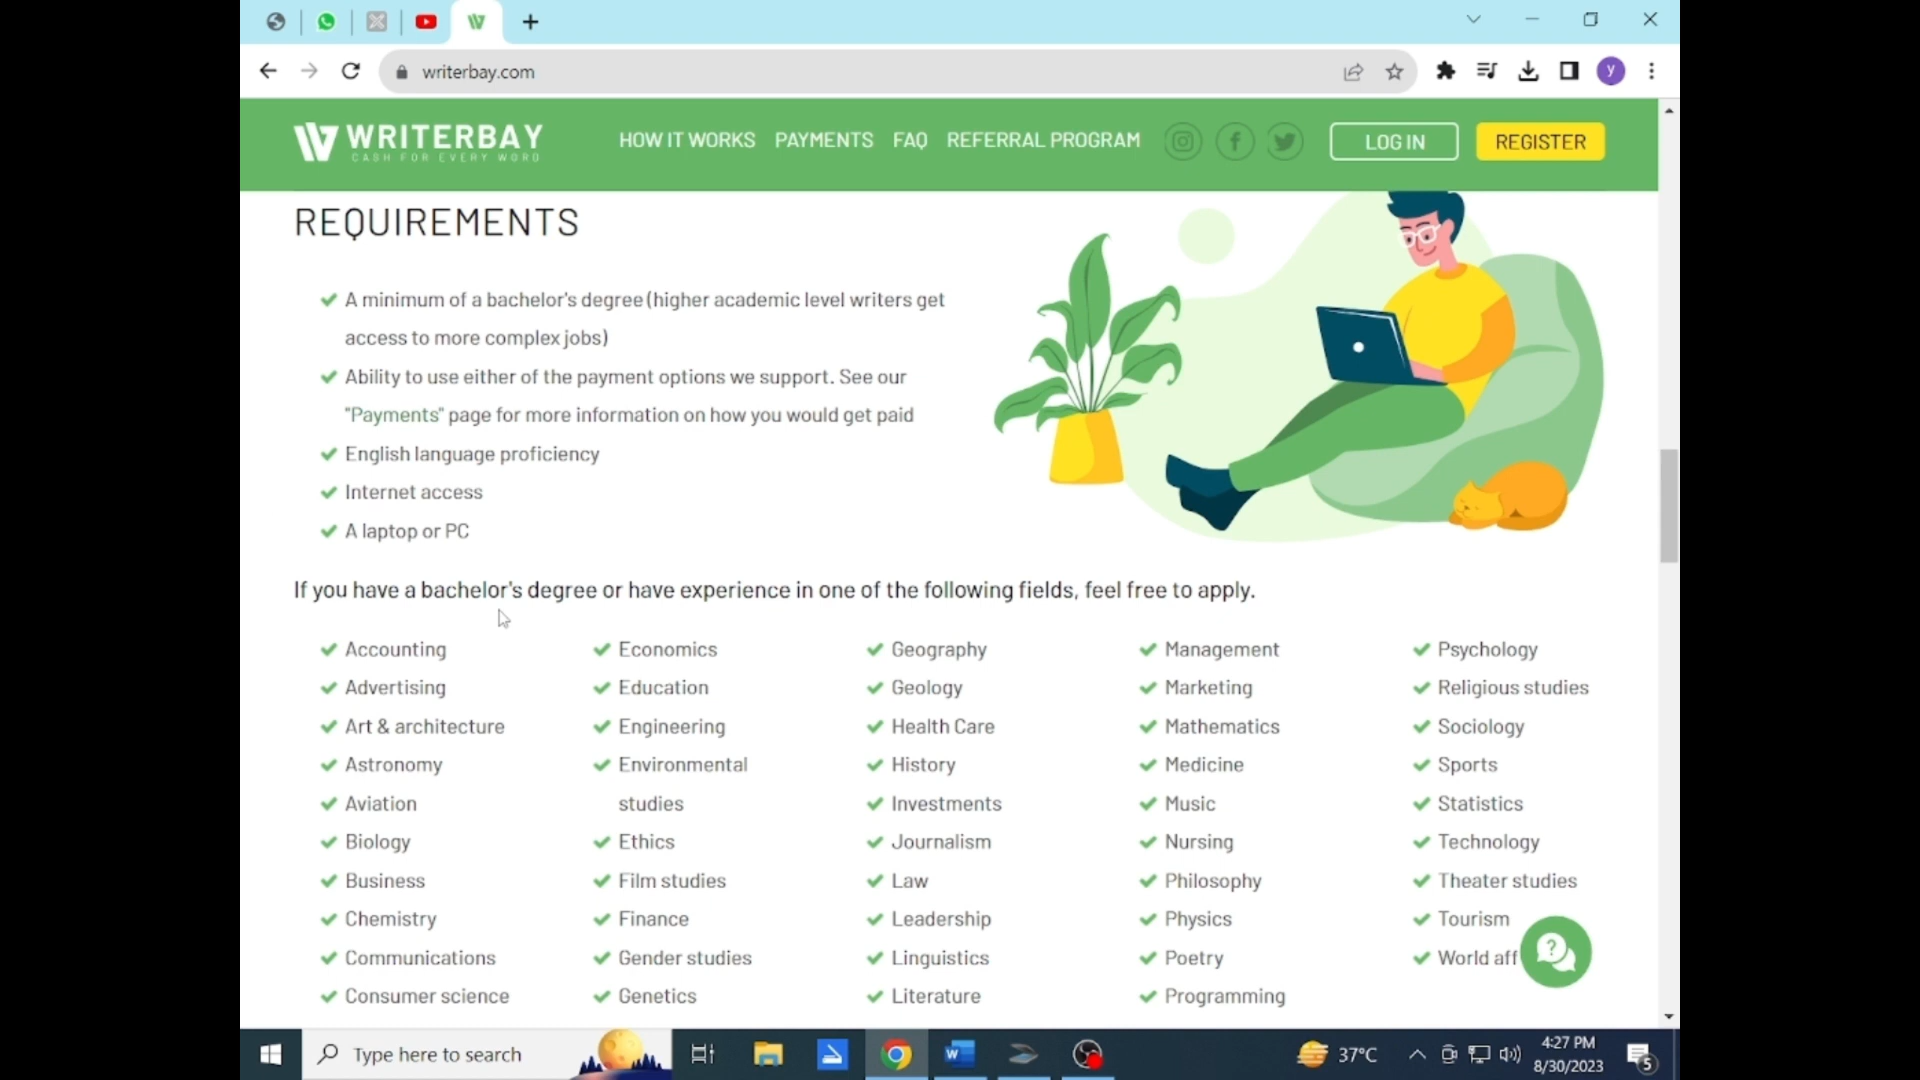 writerbay.com
y
WRITERBAY
CASH FOR EVERY WORD
HOW IT WORKS PAYMENTS FAQ REFERRAL PROGRAM
LOG IN
REGISTER
REQUIREMENTS
A minimum of a bachelor's degree (higher academic level writers get
access to more complex jobs)
Ability to use either of the payment options we support. See our
"Payments" page for more information on how you would get paid
English language proficiency
Internet access
A laptop or PC
If you have a bachelor's degree or have experience in one of the following fields, feel free to apply.
Accounting
Advertising
Art & architecture
Astronomy
Aviation
Biology
Business
Chemistry
Communications
Consumer science
Economics
Education
Engineering
Environmental
studies
Ethics
Film studies
Finance
Gender studies
Genetics
Geography
Geology
Health Care
History
Investments
Journalism
Law
Leadership
Linguistics
Literature
Management
Marketing
Mathematics
Medicine
Music
Nursing
Philosophy
Physics
Poetry
Programming
Psychology
Religious studies
Sociology
Sports
Statistics
Technology
Theater studies
Tourism
World aff
?
Type here to search
W
37°C
4:27 PM
8/30/2023
5